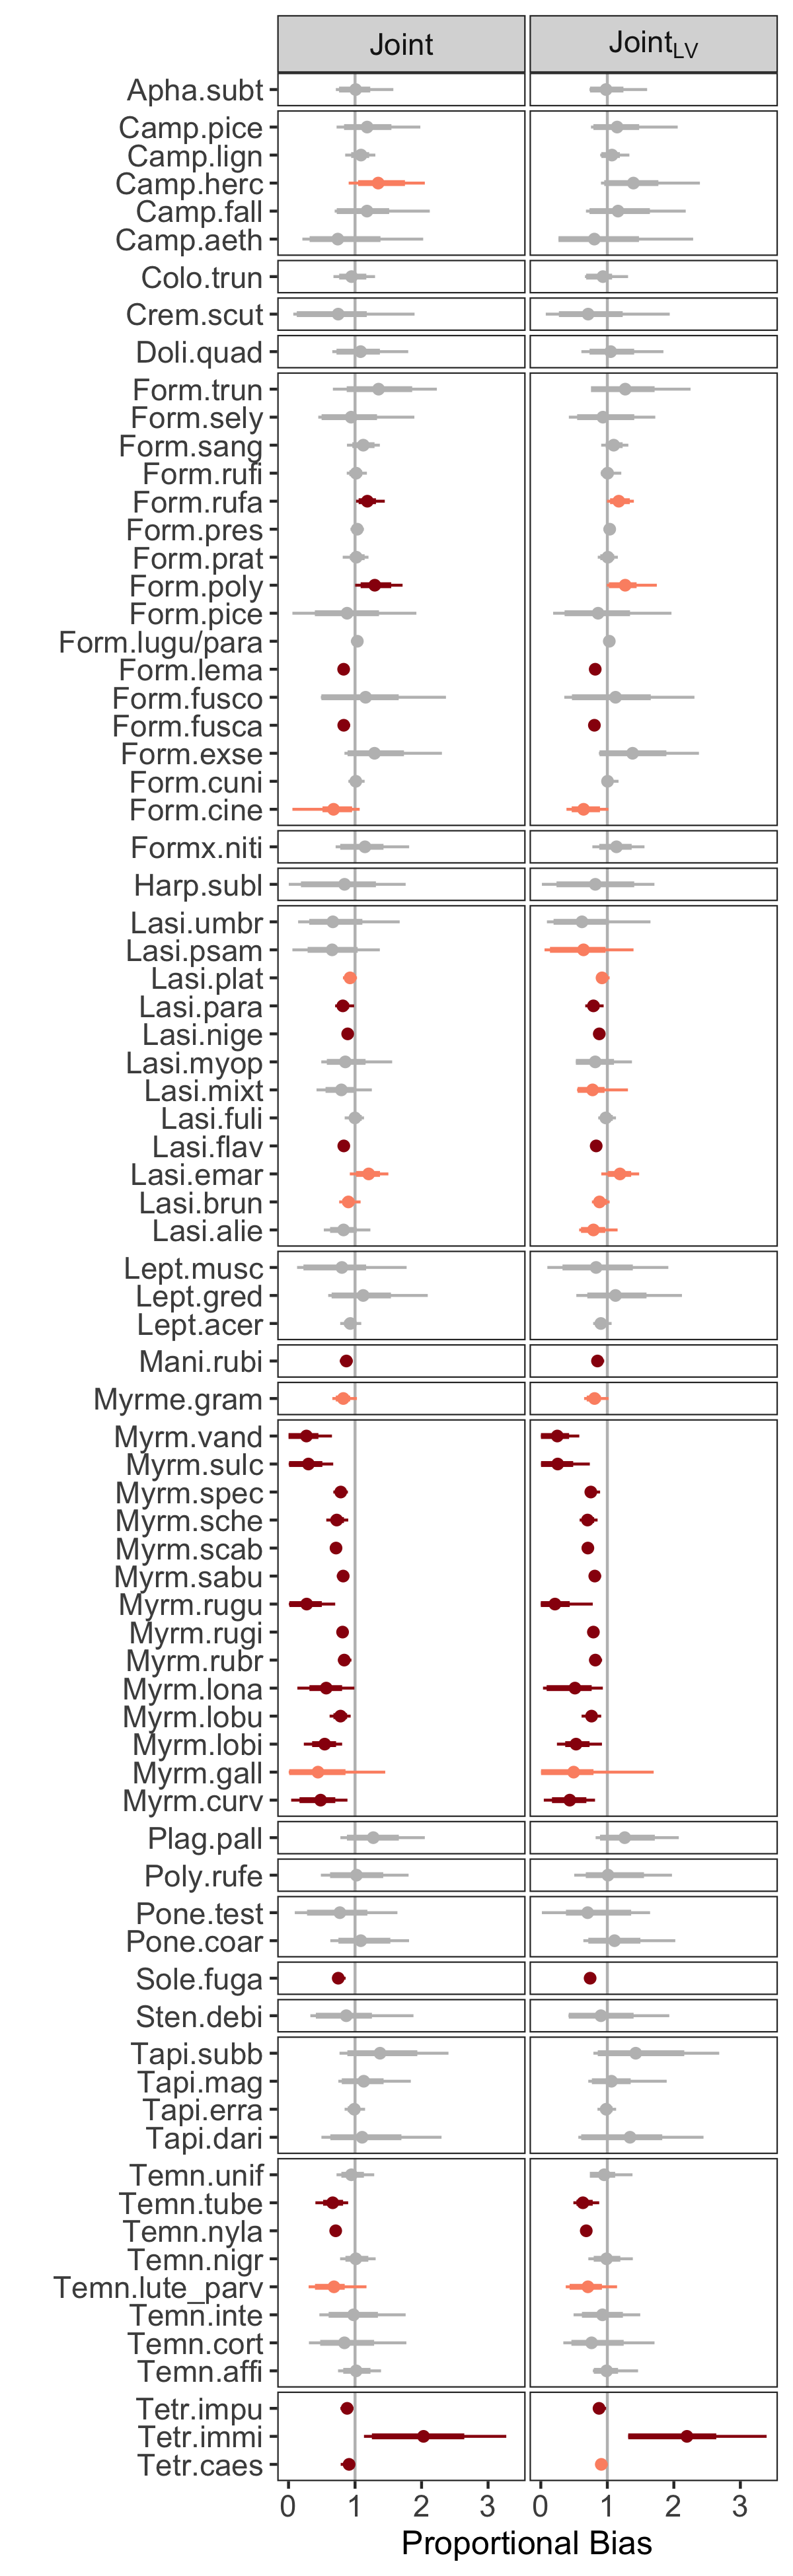 Joint JointLV
Apha.subt
Camp.pice
Camp.lign
Camp.herc
Camp.fall
Camp.aeth
Colo.trun
Crem.scut
Doli.quad
Form.trun
Form.sely
Form.sang
Form.rufi
Form.rufa
Form.pres
Form.prat
Form.poly
Form.pice
Form.lugu/para
Form.lema
Form.fusco
Form.fusca
Form.exse
Form.cuni
Form.cine
Formx.niti
Harp.subl
Lasi.umbr
Lasi.psam
Lasi.plat
Lasi.para
Lasi.nige
Lasi.myop
Lasi.mixt
Lasi.fuli
Lasi.flav
Lasi.emar
Lasi.brun
Lasi.alie
Lept.musc
Lept.gred
Lept.acer
Mani.rubi
Myrme.gram
Myrm.vand
Myrm.sulc
Myrm.spec
Myrm.sche
Myrm.scab
Myrm.sabu
Myrm.rugu
Myrm.rugi
Myrm.rubr
Myrm.lona
Myrm.lobu
Myrm.lobi
Myrm.gall
Myrm.curv
Plag.pall
Poly.rufe
Pone.test
Pone.coar
Sole.fuga
Sten.debi
Tapi.subb
Tapi.mag
Tapi.erra
Tapi.dari
Temn.unif
Temn.tube
Temn.nyla
Temn.nigr
Temn.lute_parv
Temn.inte
Temn.cort
Temn.affi
Tetr.impu
Tetr.immi
Tetr.caes
0 1 2 3 0 1 2 3
Proportional Bias